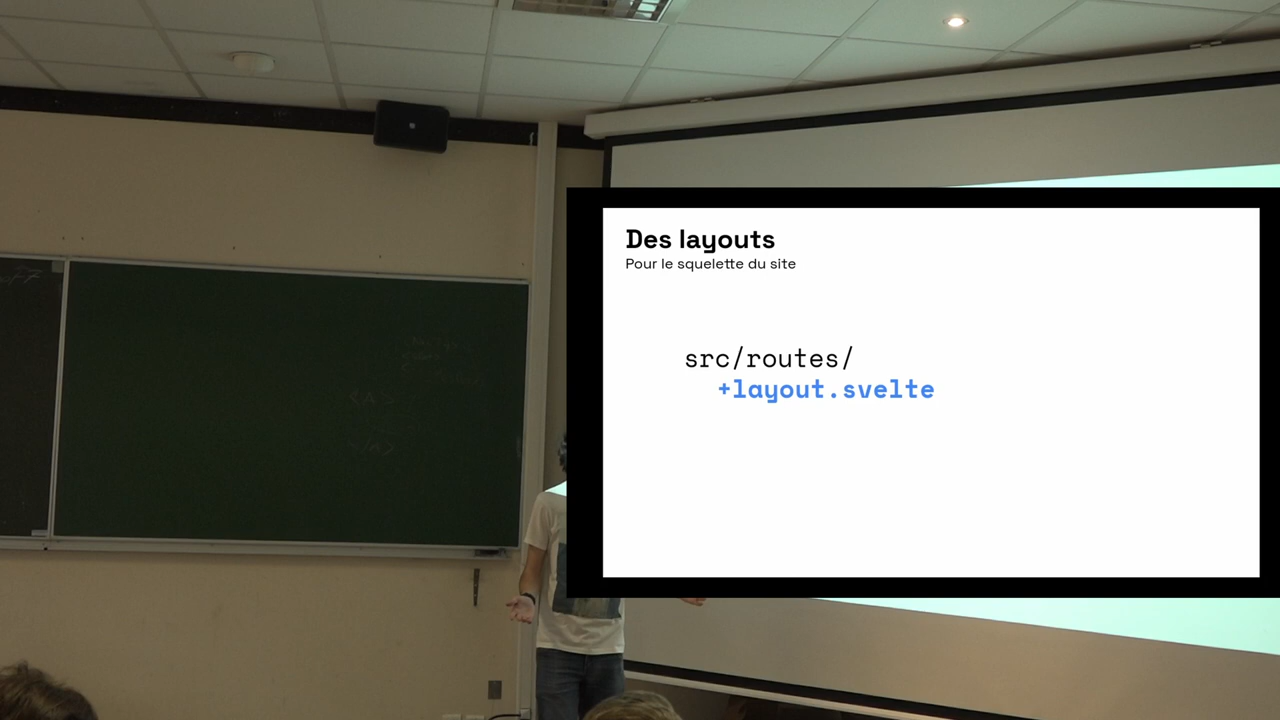 Des layouts
Pour le squelette du site
src/routes/
+layout.svelte